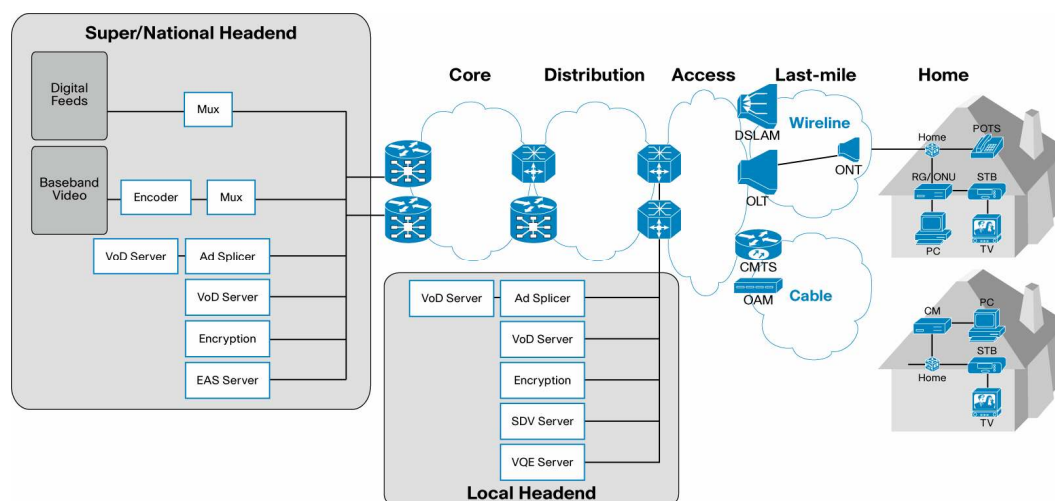 Super/National Headend
Digital
Feeds
Mux
Baseband
Video
Encoder
Mux
VoD Server
Ad Splicer
VoD Server
Encryption
EAS Server
Core
Distribution
Access
Last-mile
Home
DSLAM
Wireline
OLT
ONT
CMTS
OAM
Cable
Home
POTS
RG/ONU
STB
PC
TV
CM
PC
Home
STB
TV
VoD Server
Ad Splicer
VoD Server
Encryption
SDV Server
VQE Server
Local Headend